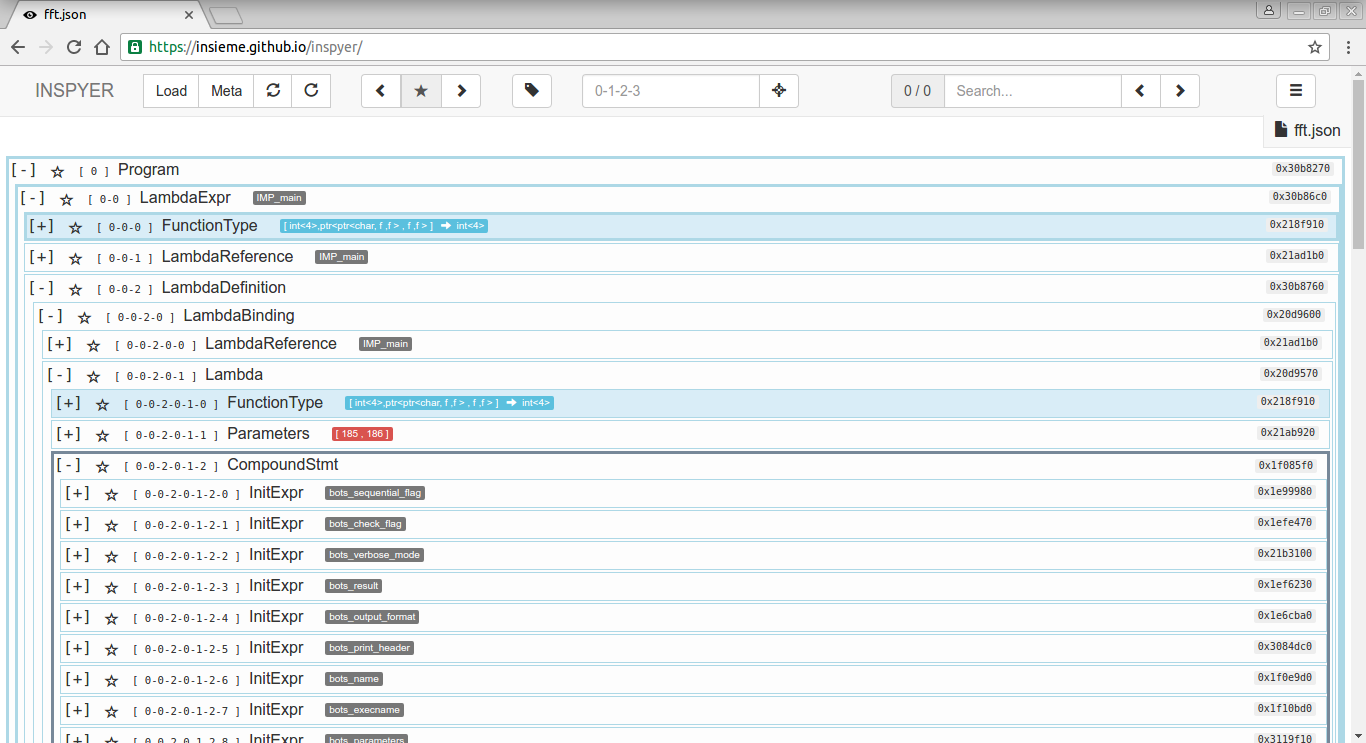 fft.json
https://insieme.github.io/inspyer/
INSPYER Load Meta 0-1-2-3 0 / 0 Search...
fft.json
[-] [ 0 ] Program 0x30b8270
[-] [ 0-0 ] LambdaExpr IMP_main 0x30b86c0
[+] [ 0-0-0 ] FunctionType [ int<4>,ptr<ptr<char, f ,f > , f ,f > ] ➔ int<4> 0x218f910
[+] [ 0-0-1 ] LambdaReference IMP_main 0x21ad1b0
[-] [ 0-0-2 ] LambdaDefinition 0x30b8760
[-] [ 0-0-2-0 ] LambdaBinding 0x20d9600
[+] [ 0-0-2-0-0 ] LambdaReference IMP_main 0x21ad1b0
[-] [ 0-0-2-0-1 ] Lambda 0x20d9570
[+] [ 0-0-2-0-1-0 ] FunctionType [ int<4>,ptr<ptr<char, f ,f > , f ,f > ] ➔ int<4> 0x218f910
[+] [ 0-0-2-0-1-1 ] Parameters [ 185 , 186 ] 0x21ab920
[-] [ 0-0-2-0-1-2 ] CompoundStmt 0x1f085f0
[+] [ 0-0-2-0-1-2-0 ] InitExpr bots_sequential_flag 0x1e99980
[+] [ 0-0-2-0-1-2-1 ] InitExpr bots_check_flag 0x1efe470
[+] [ 0-0-2-0-1-2-2 ] InitExpr bots_verbose_mode 0x21b3100
[+] [ 0-0-2-0-1-2-3 ] InitExpr bots_result 0x1ef6230
[+] [ 0-0-2-0-1-2-4 ] InitExpr bots_output_format 0x1e6cba0
[+] [ 0-0-2-0-1-2-5 ] InitExpr bots_print_header 0x3084dc0
[+] [ 0-0-2-0-1-2-6 ] InitExpr bots_name 0x1f0e9d0
[+] [ 0-0-2-0-1-2-7 ] InitExpr bots_execname 0x1f10bd0
[+] [ 0-0-2-0-1-2-8 ] InitExpr bots_parameters 0x3119f10